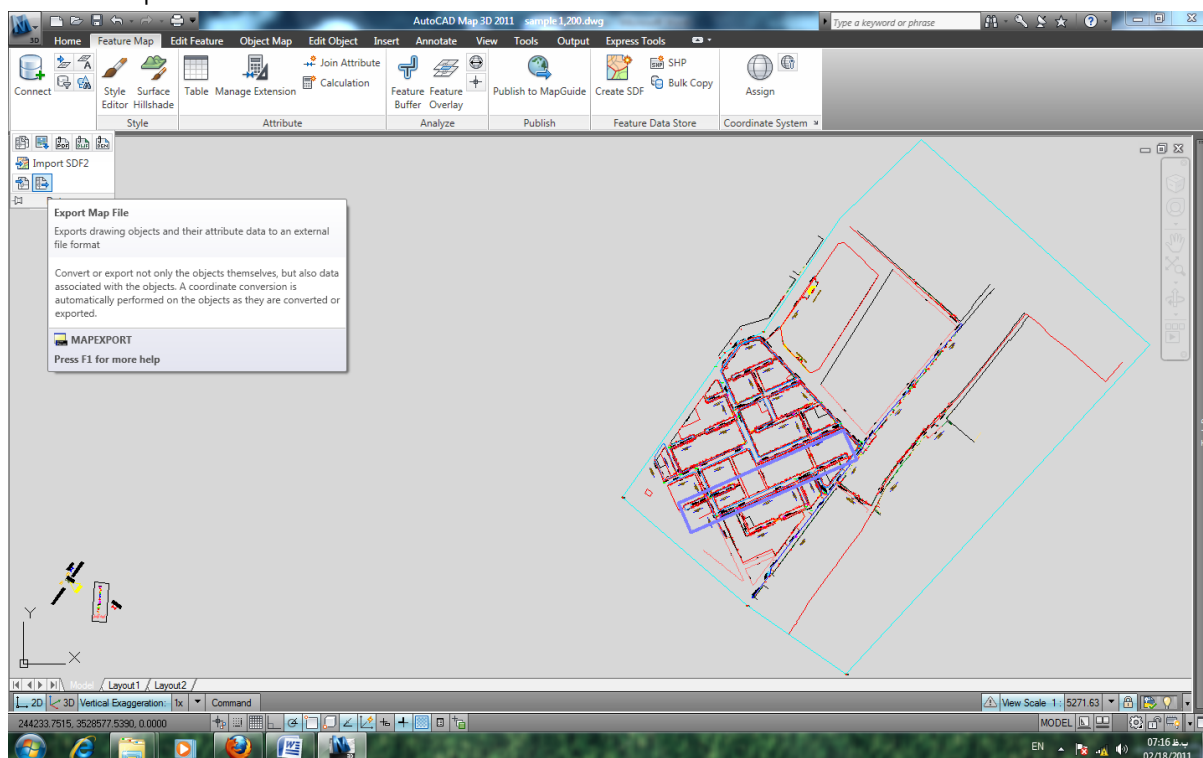 AutoCAD Map 3D 2011 sample 1,200.dwg
Type a keyword or phrase
3D Home Feature Map Edit Feature Object Map Edit Object Insert Annotate View Tools Output Express Tools
Connect
Style Editor
Surface Hillshade
Table
Manage Extension
Join Attribute
Calculation
Feature Buffer
Feature Overlay
Publish to MapGuide
Create SDF
SHP
Bulk Copy
Assign
Style Attribute Analyze Publish Feature Data Store Coordinate System
Import SDF2
Export Map File
Exports drawing objects and their attribute data to an external
file format
Convert or export not only the objects themselves, but also data
associated with the objects. A coordinate conversion is
automatically performed on the objects as they are converted or
exported.
MAPEXPORT
Press F1 for more help
Y
X
Model Layout1 Layout2
2D 3D Vertical Exaggeration: 1x Command View Scale 1 : 5271.63
244233.7515, 3528577.5390, 0.0000 MODEL
EN 07:16 ب.ظ
02/18/2011